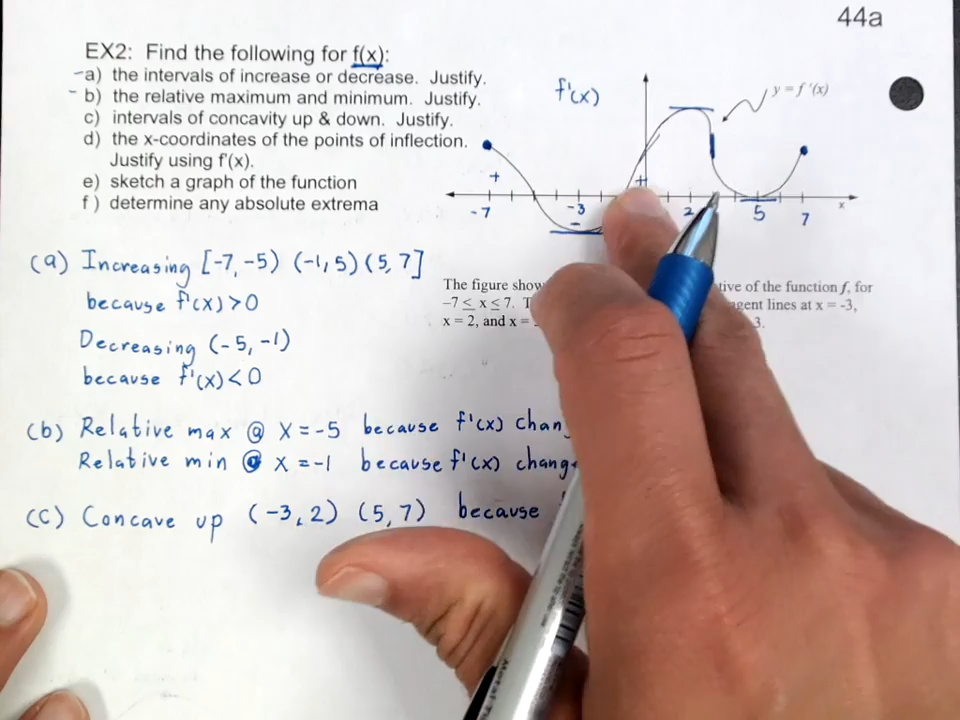 44a
EX2: Find the following for f(x):
a) the intervals of increase or decrease. Justify.
b) the relative maximum and minimum. Justify.
c) intervals of concavity up & down. Justify.
d) the x-coordinates of the points of inflection.
Justify using f'(x).
e) sketch a graph of the function
f) determine any absolute extrema
f'(x)
y = f '(x)
+
+
-
-7
-3
2
5
7
x
The figure show
tive of the function f, for
−7 ≤ x ≤ 7.
gent lines at x = -3,
x = 2, and x =
3.
(a) Increasing [-7,-5) (-1,5) (5,7]
because f'(x) > 0
Decreasing (-5,-1)
because f'(x) < 0
(b) Relative max @ x = -5 because f'(x) chan
Relative min @ x = -1 because f'(x) chang
(c) Concave up (-3,2) (5,7) because